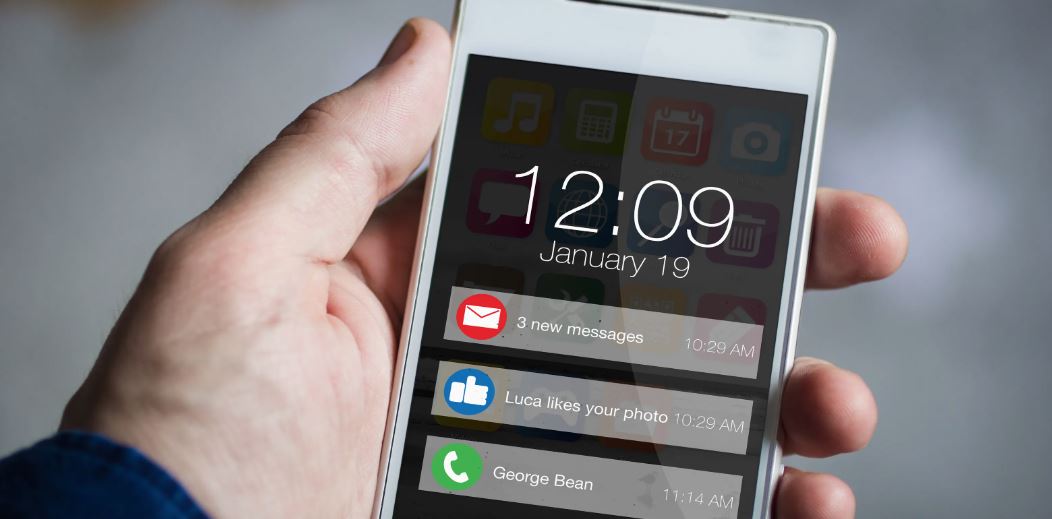 17
12:09
January 19
3 new messages 10:29 AM
Luca likes your photo 10:29 AM
George Bean 11:14 AM